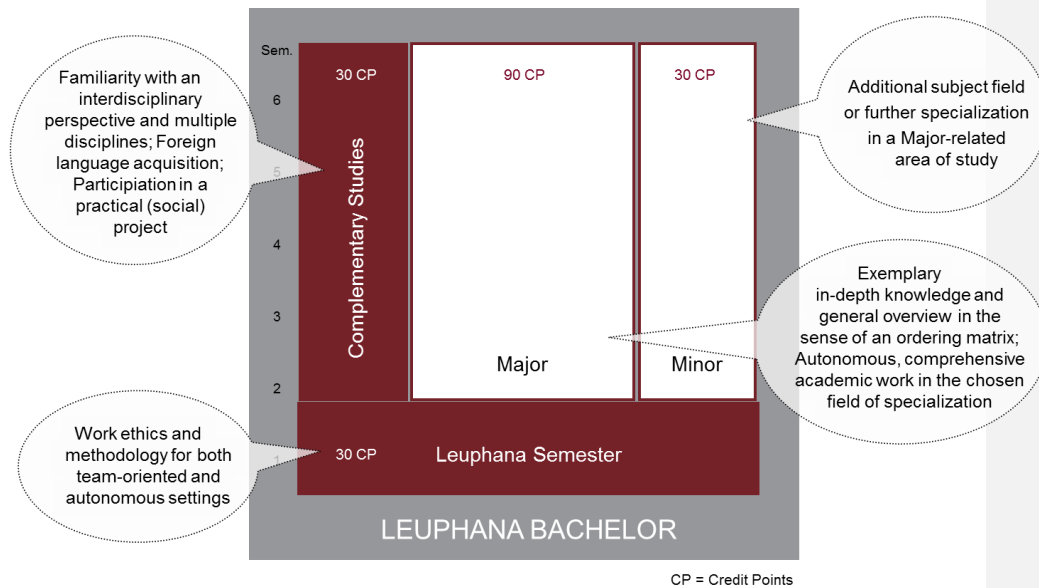 Sem.
30 CP
90 CP
30 CP
6
5
4
3
2
1
Complementary Studies
Major
Minor
30 CP
Leuphana Semester
LEUPHANA BACHELOR
CP = Credit Points
Familiarity with an
interdisciplinary
perspective and multiple
disciplines; Foreign
language acquisition;
Participiation in a
practical (social)
project
Work ethics and
methodology for both
team-oriented and
autonomous settings
Additional subject field
or further specialization
in a Major-related
area of study
Exemplary
in-depth knowledge and
general overview in the
sense of an ordering matrix;
Autonomous, comprehensive
academic work in the chosen
field of specialization